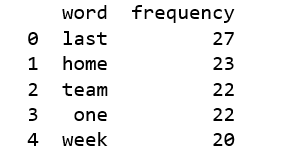 word frequency
0 last 27
1 home 23
2 team 22
3 one 22
4 week 20